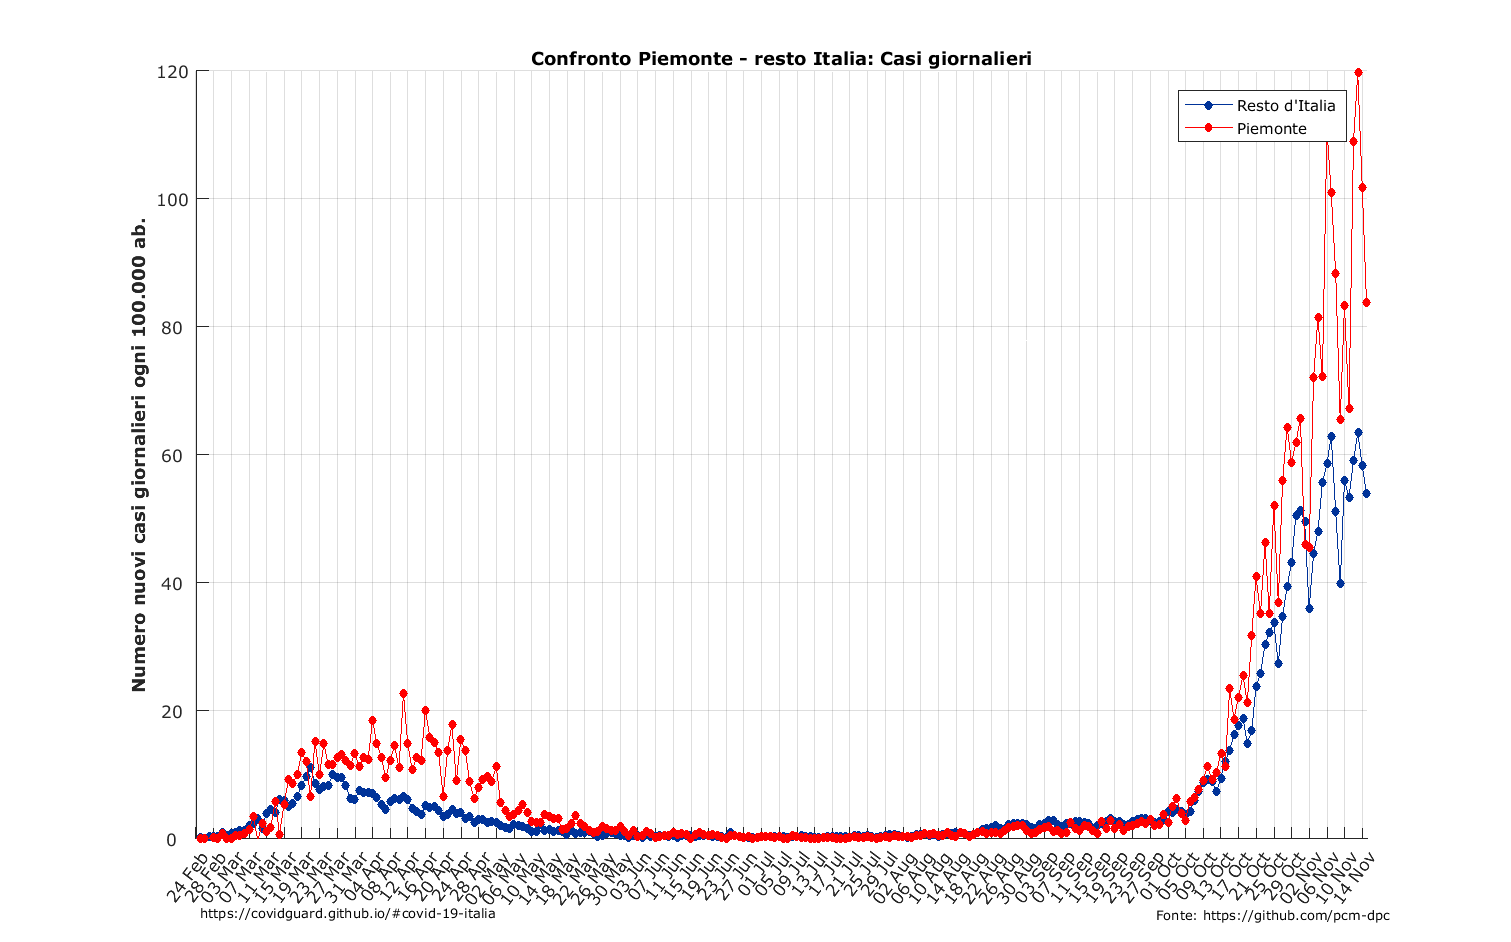 Confronto Piemonte - resto Italia: Casi giornalieri
Resto d'Italia
Piemonte
Numero nuovi casi giornalieri ogni 100.000 ab.
120
100
80
60
40
20
0
24 Feb
28 Feb
03 Mar
07 Mar
11 Mar
15 Mar
19 Mar
23 Mar
27 Mar
31 Mar
04 Apr
08 Apr
12 Apr
16 Apr
20 Apr
24 Apr
28 Apr
02 May
06 May
10 May
14 May
18 May
22 May
26 May
30 May
03 Jun
07 Jun
11 Jun
15 Jun
19 Jun
23 Jun
27 Jun
01 Jul
05 Jul
09 Jul
13 Jul
17 Jul
21 Jul
25 Jul
29 Jul
02 Aug
06 Aug
10 Aug
14 Aug
18 Aug
22 Aug
26 Aug
30 Aug
03 Sep
07 Sep
11 Sep
15 Sep
19 Sep
23 Sep
27 Sep
01 Oct
05 Oct
09 Oct
13 Oct
17 Oct
21 Oct
25 Oct
29 Oct
02 Nov
06 Nov
10 Nov
14 Nov
https://covidguard.github.io/#covid-19-italia
Fonte: https://github.com/pcm-dpc